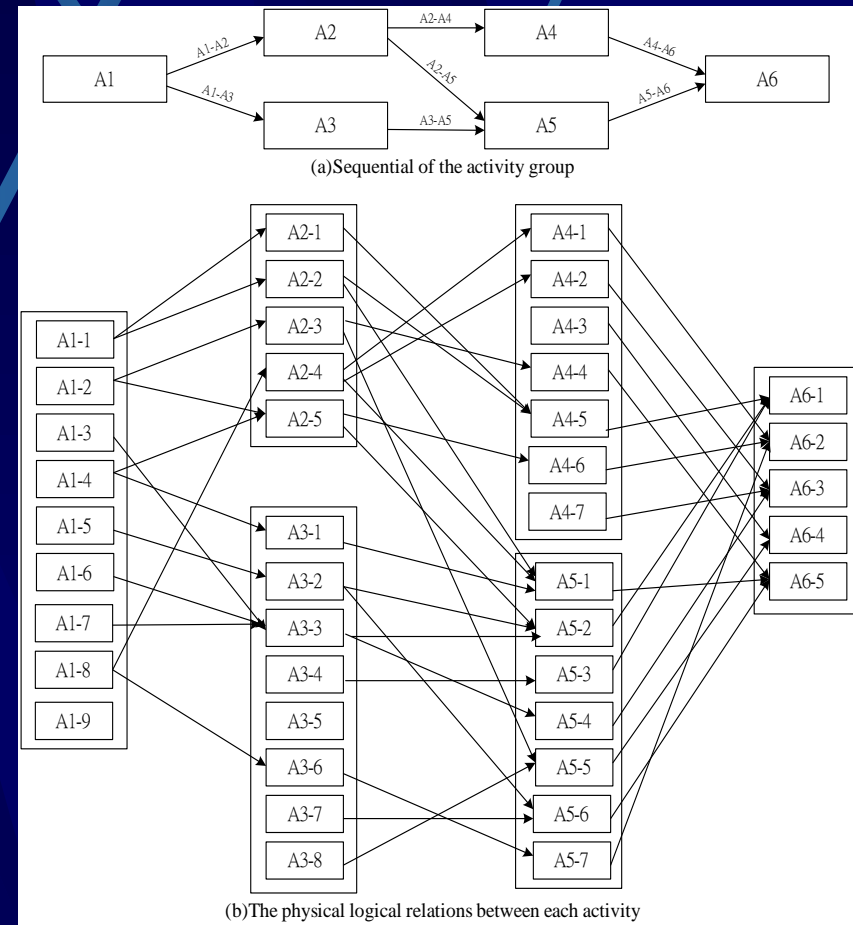 A1
A2
A3
A4
A5
A6
A1-A2
A1-A3
A2-A4
A2-A5
A3-A5
A4-A6
A5-A6
(a)Sequential of the activity group
A1-1
A1-2
A1-3
A1-4
A1-5
A1-6
A1-7
A1-8
A1-9
A2-1
A2-2
A2-3
A2-4
A2-5
A3-1
A3-2
A3-3
A3-4
A3-5
A3-6
A3-7
A3-8
A4-1
A4-2
A4-3
A4-4
A4-5
A4-6
A4-7
A5-1
A5-2
A5-3
A5-4
A5-5
A5-6
A5-7
A6-1
A6-2
A6-3
A6-4
A6-5
(b)The physical logical relations between each activity